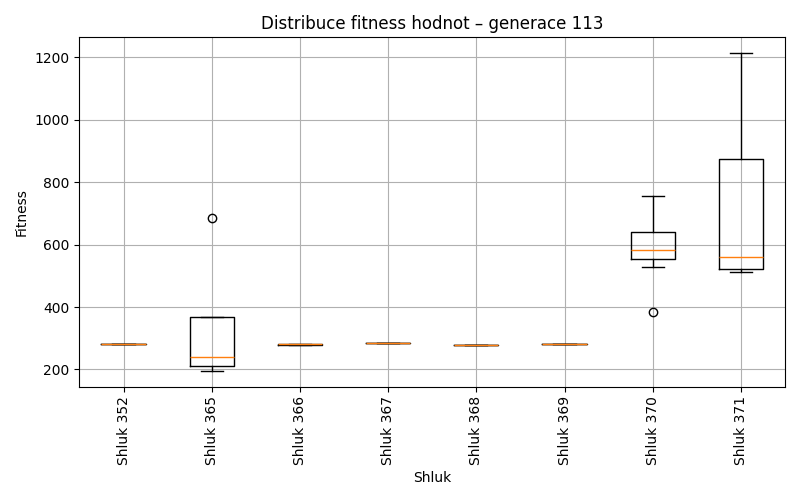 Distribuce fitness hodnot – generace 113
Fitness
1200
1000
800
600
400
200
Shluk 352
Shluk 365
Shluk 366
Shluk 367
Shluk 368
Shluk 369
Shluk 370
Shluk 371
Shluk